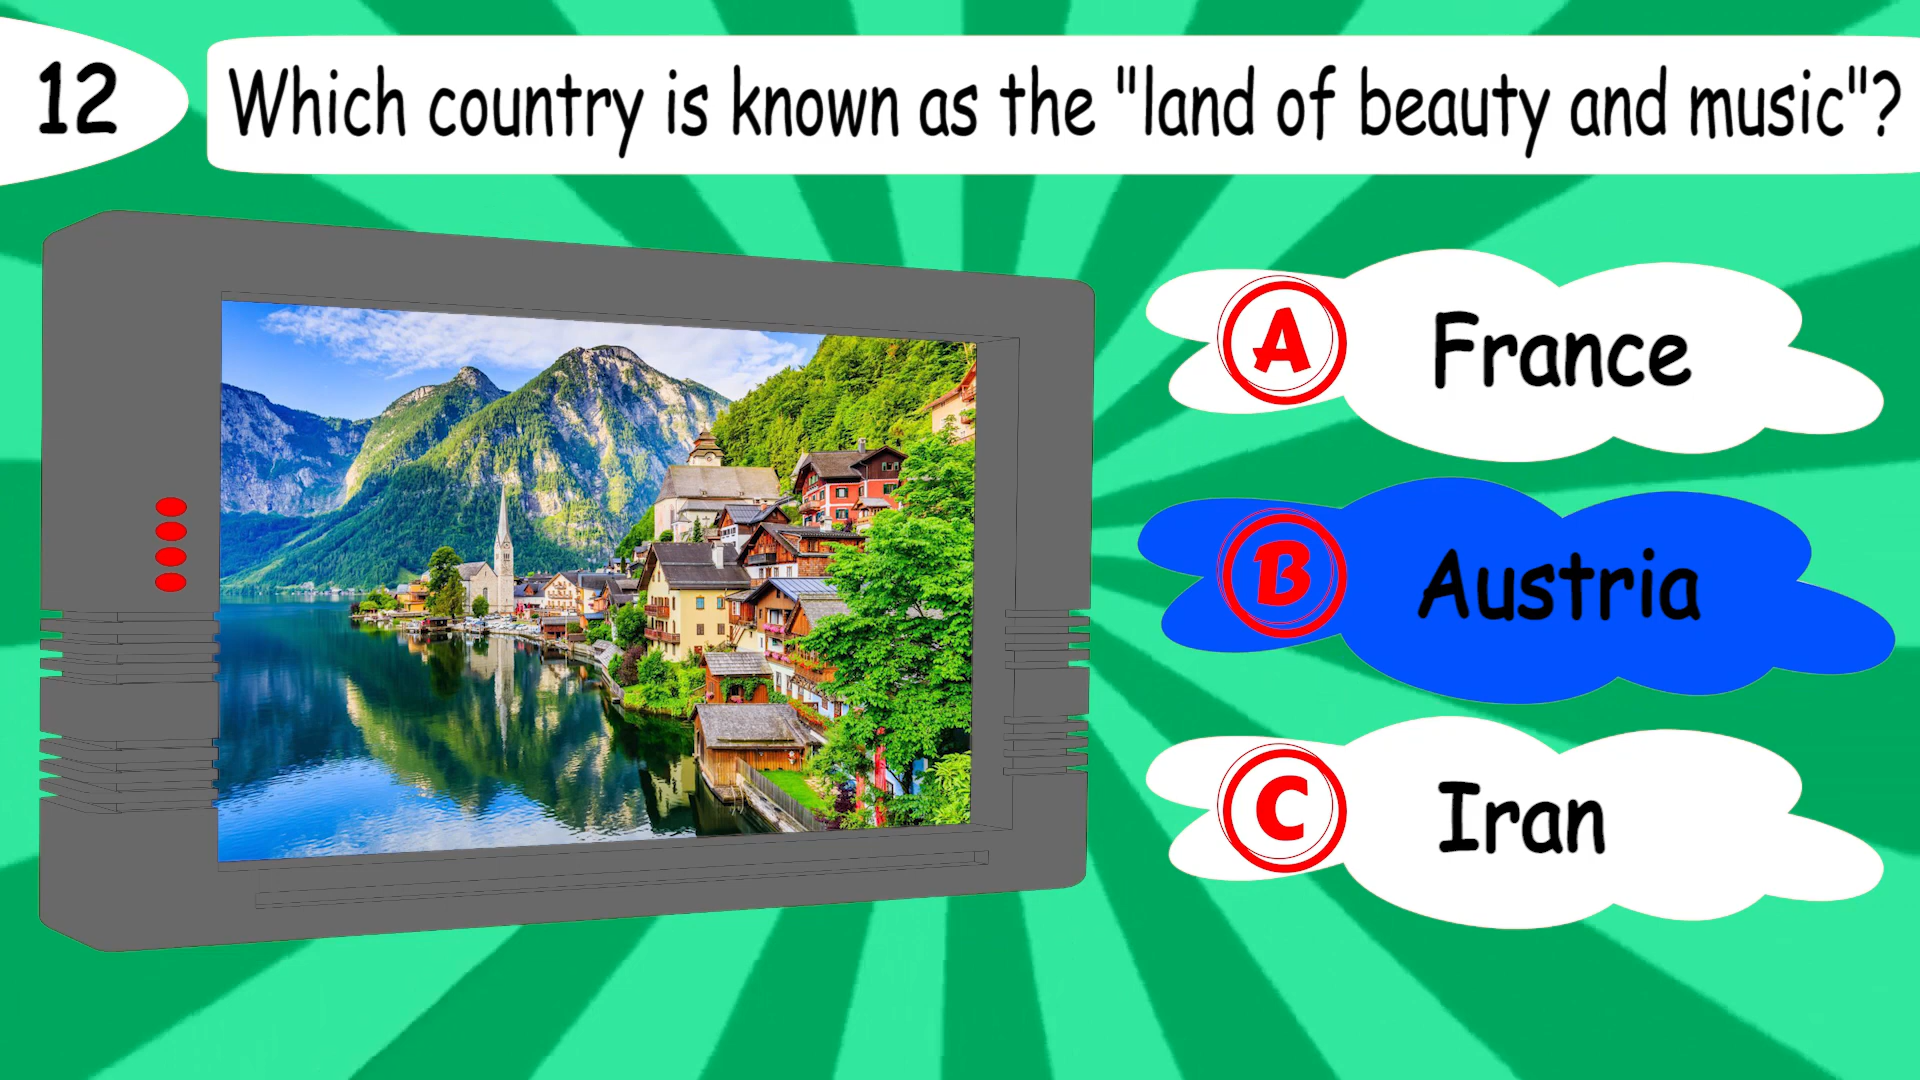 12
Which country is known as the "land of beauty and music"?
A France
B Austria
C Iran